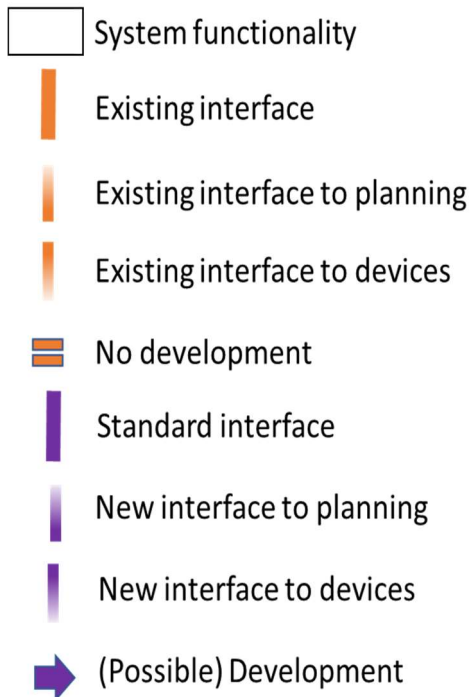 System functionality
Existing interface
Existing interface to planning
Existing interface to devices
No development
Standard interface
New interface to planning
New interface to devices
(Possible) Development